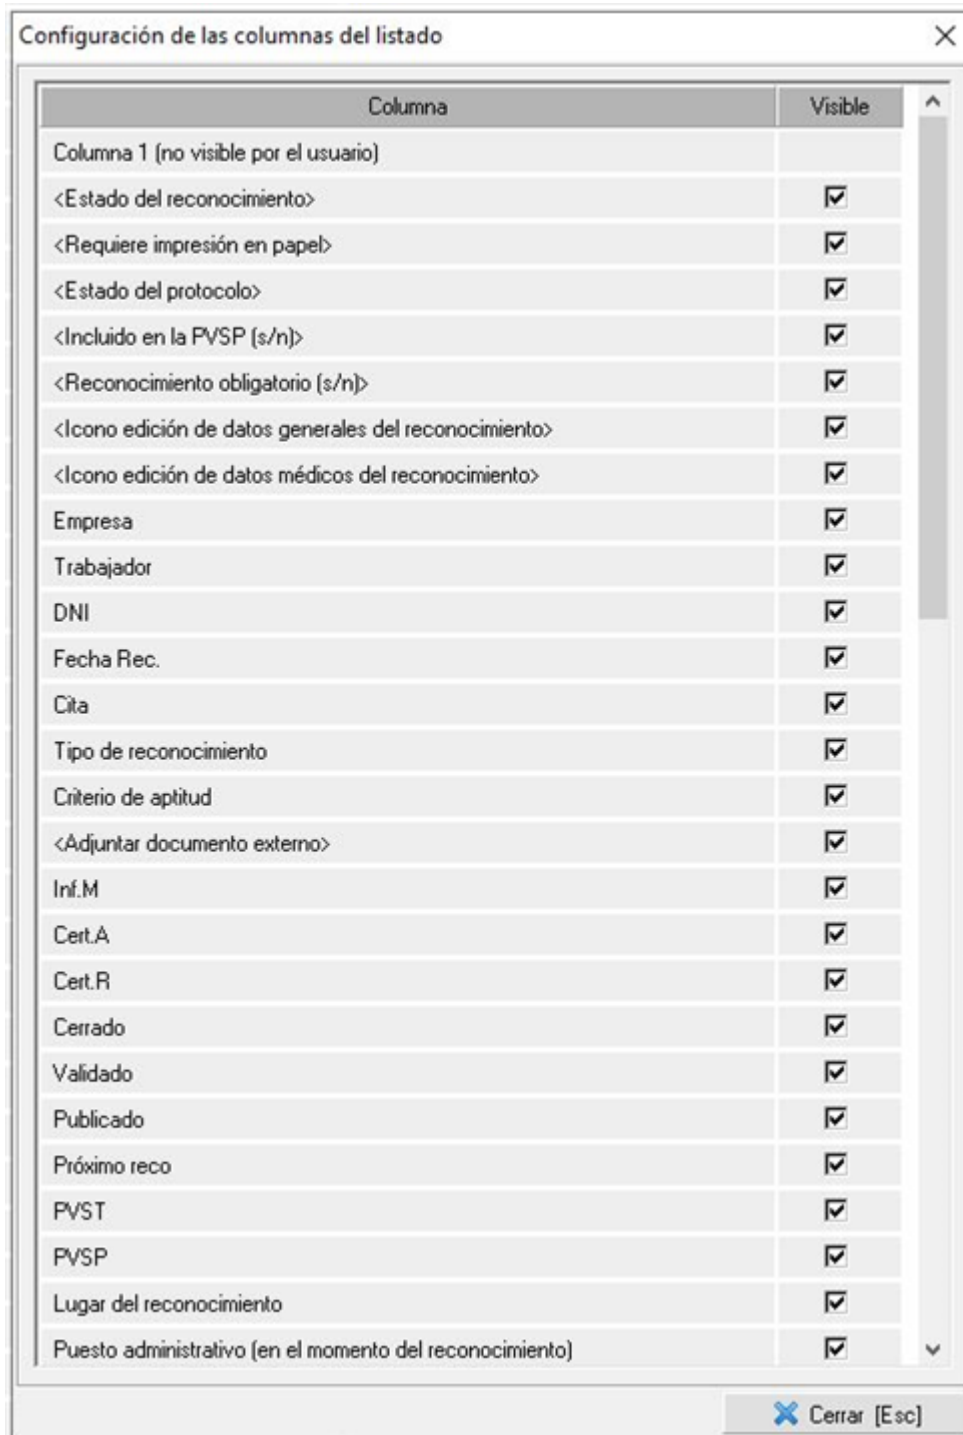 Configuración de las columnas del listado
Columna Visible
Columna 1 (no visible por el usuario)
<Estado del reconocimiento>
<Requiere impresión en papel>
<Estado del protocolo>
<Incluido en la PVSP (s/n)>
<Reconocimiento obligatorio (s/n)>
<Icono edición de datos generales del reconocimiento>
<Icono edición de datos médicos del reconocimiento>
Empresa
Trabajador
DNI
Fecha Rec.
Cita
Tipo de reconocimiento
Criterio de aptitud
<Adjuntar documento externo>
Inf.M
Cert.A
Cert.R
Cerrado
Validado
Publicado
Próximo reco
PVST
PVSP
Lugar del reconocimiento
Puesto administrativo (en el momento del reconocimiento)
Cerrar [Esc]